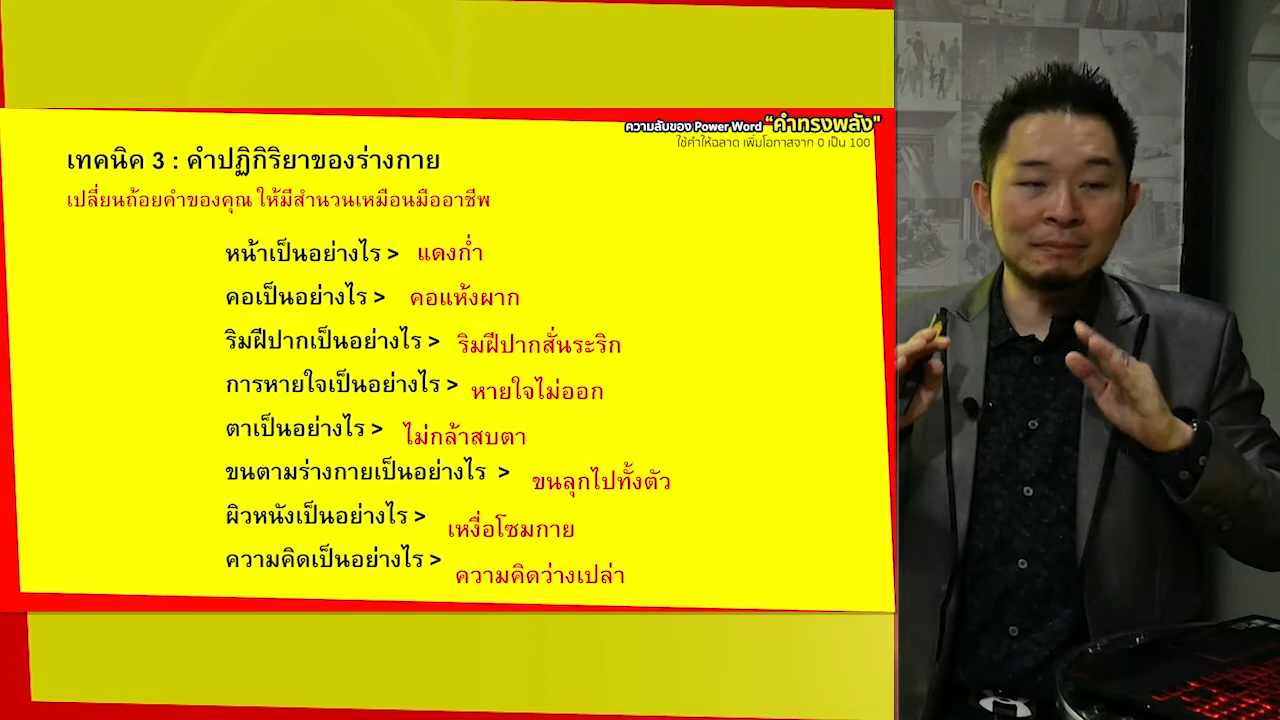 ความลับของ Power Word “คำทรงพลัง"
ใช้คำให้ฉลาด เพิ่มโอกาสจาก 0 เป็น 100
เทคนิค 3 : คำปฏิกิริยาของร่างกาย
เปลี่ยนถ้อยคำของคุณ ให้มีสำนวนเหมือนมืออาชีพ
หน้าเป็นอย่างไร > แดงก่ำ
คอเป็นอย่างไร > คอแห้งผาก
ริมฝีปากเป็นอย่างไร > ริมฝีปากสั่นระริก
การหายใจเป็นอย่างไร > หายใจไม่ออก
ตาเป็นอย่างไร > ไม่กล้าสบตา
ขนตามร่างกายเป็นอย่างไร > ขนลุกไปทั้งตัว
ผิวหนังเป็นอย่างไร > เหงื่อโซมกาย
ความคิดเป็นอย่างไร > ความคิดว่างเปล่า